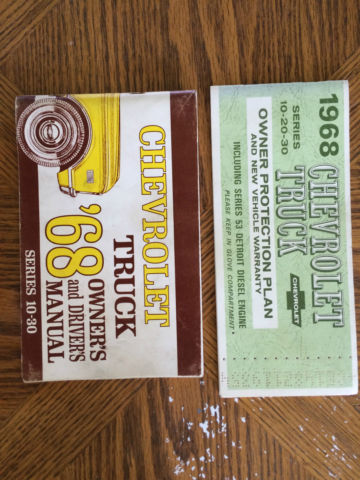 CHEVROLET
TRUCK
'68 OWNER'S
and DRIVER'S
MANUAL
SERIES 10-30
1968 CHEVROLET
SERIES
10-20-30 TRUCK
CHEVROLET
OWNER PROTECTION PLAN
AND NEW VEHICLE WARRANTY
INCLUDING SERIES 53 DETROIT DIESEL ENGINE
PLEASE KEEP IN GLOVE COMPARTMENT